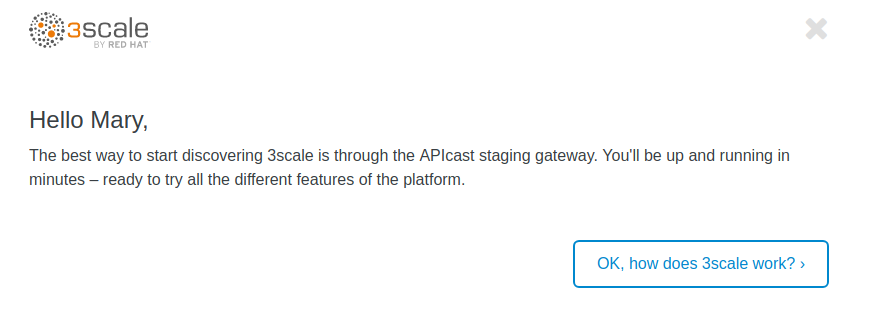 3scale
BY RED HAT
Hello Mary,
The best way to start discovering 3scale is through the APIcast staging gateway. You'll be up and running in
minutes – ready to try all the different features of the platform.
OK, how does 3scale work? ›